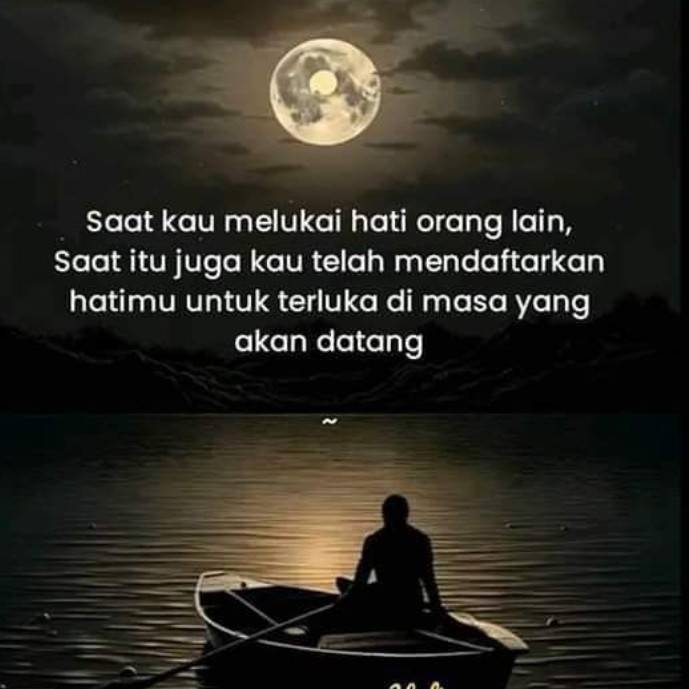 Saat kau melukai hati orang lain,
Saat itu juga kau telah mendaftarkan
hatimu untuk terluka di masa yang
akan datang
~